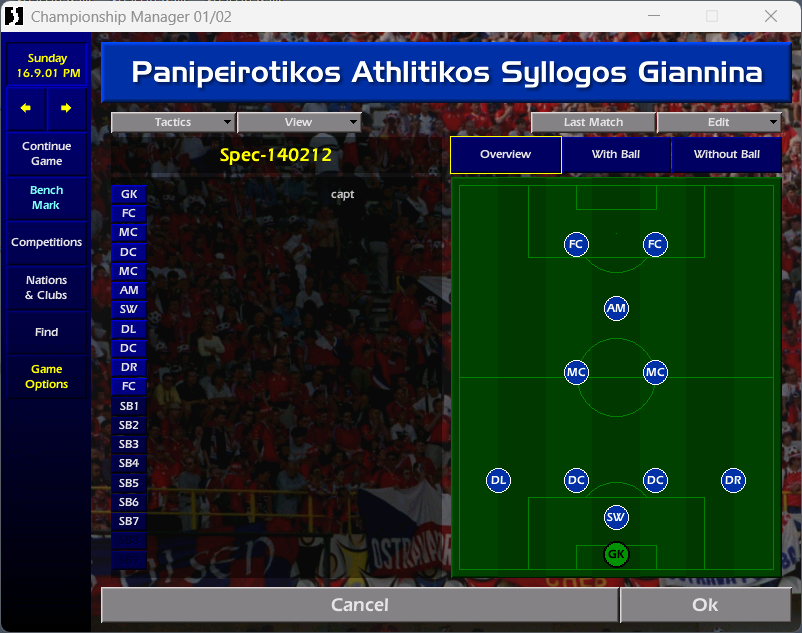 Championship Manager 01/02
Sunday
16.9.01 PM
Continue
Game
Bench
Mark
Competitions
Nations
& Clubs
Find
Game
Options
Panipeirotikos Athlitikos Syllogos Giannina
Tactics
View
Last Match
Edit
Spec-140212
Overview
With Ball
Without Ball
GK capt
FC
MC
DC
MC
AM
SW
DL
DC
DR
FC
SB1
SB2
SB3
SB4
SB5
SB6
SB7
FC FC
AM
MC MC
DL DC DC DR
SW
GK
Cancel
Ok